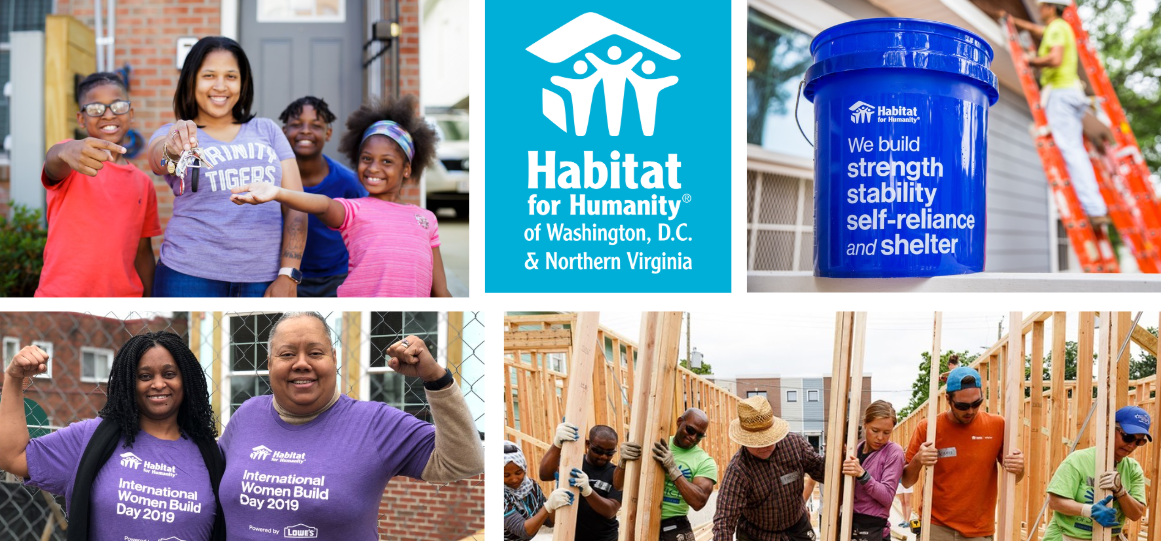 TRINITY
TIGERS
Habitat
for Humanity®
of Washington, D.C.
& Northern Virginia
Habitat
for Humanity®
We build
strength
stability
self-reliance
and shelter
Habitat
for Humanity®
International
Women Build
Day 2019
Powered by
Habitat
for Humanity®
International
Women Build
Day 2019
Powered by
LOWE'S